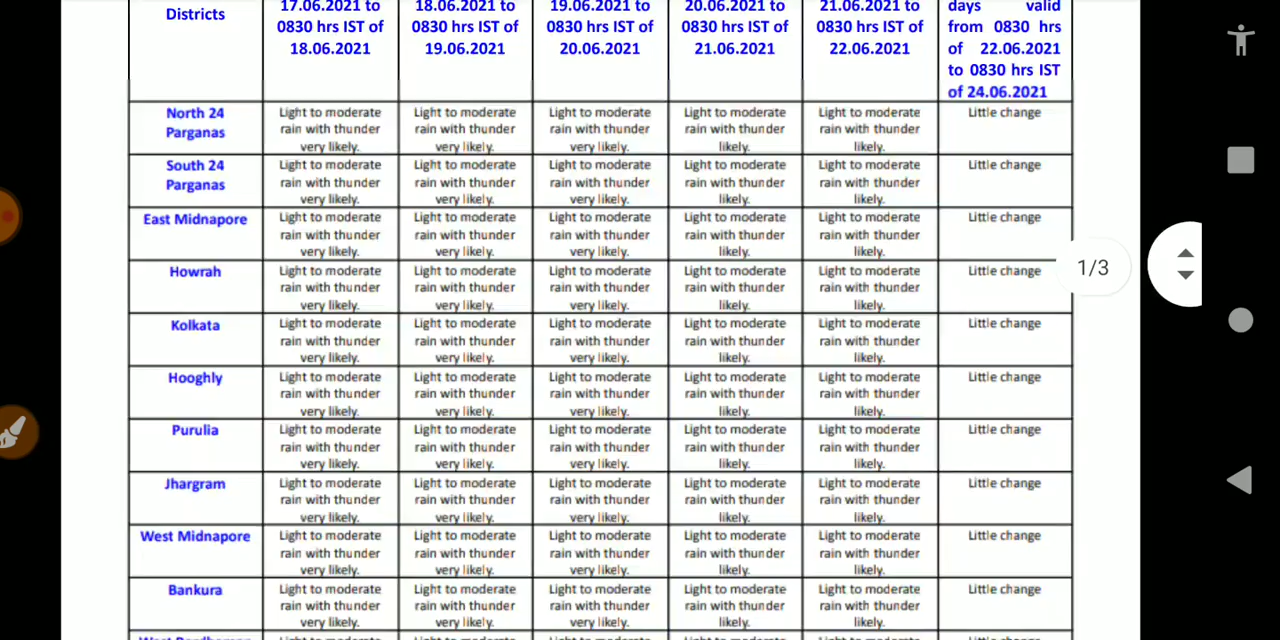 Districts
17.06.2021 to
0830 hrs IST of
18.06.2021
18.06.2021 to
0830 hrs IST of
19.06.2021
19.06.2021 to
0830 hrs IST of
20.06.2021
20.06.2021 to
0830 hrs IST of
21.06.2021
21.06.2021 to
0830 hrs IST of
22.06.2021
days valid
from 0830 hrs
of 22.06.2021
to 0830 hrs IST
of 24.06.2021
North 24
Parganas
Light to moderate
rain with thunder
very likely.
Light to moderate
rain with thunder
very likely.
Light to moderate
rain with thunder
very likely.
Light to moderate
rain with thunder
likely.
Light to moderate
rain with thunder
likely.
Little change
South 24
Parganas
Light to moderate
rain with thunder
very likely.
Light to moderate
rain with thunder
very likely.
Light to moderate
rain with thunder
very likely.
Light to moderate
rain with thunder
likely.
Light to moderate
rain with thunder
likely.
Little change
East Midnapore
Light to moderate
rain with thunder
very likely.
Light to moderate
rain with thunder
very likely.
Light to moderate
rain with thunder
very likely.
Light to moderate
rain with thunder
likely.
Light to moderate
rain with thunder
likely.
Little change
Howrah
Light to moderate
rain with thunder
very likely.
Light to moderate
rain with thunder
very likely.
Light to moderate
rain with thunder
very likely.
Light to moderate
rain with thunder
likely.
Light to moderate
rain with thunder
likely.
Little change
1/3
Kolkata
Light to moderate
rain with thunder
very likely.
Light to moderate
rain with thunder
very likely.
Light to moderate
rain with thunder
very likely.
Light to moderate
rain with thunder
likely.
Light to moderate
rain with thunder
likely.
Little change
Hooghly
Light to moderate
rain with thunder
very likely.
Light to moderate
rain with thunder
very likely.
Light to moderate
rain with thunder
very likely.
Light to moderate
rain with thunder
likely.
Light to moderate
rain with thunder
likely.
Little change
Purulia
Light to moderate
rain with thunder
very likely.
Light to moderate
rain with thunder
very likely.
Light to moderate
rain with thunder
very likely.
Light to moderate
rain with thunder
likely.
Light to moderate
rain with thunder
likely.
Little change
Jhargram
Light to moderate
rain with thunder
very likely.
Light to moderate
rain with thunder
very likely.
Light to moderate
rain with thunder
very likely.
Light to moderate
rain with thunder
likely.
Light to moderate
rain with thunder
likely.
Little change
West Midnapore
Light to moderate
rain with thunder
very likely.
Light to moderate
rain with thunder
very likely.
Light to moderate
rain with thunder
very likely.
Light to moderate
rain with thunder
likely.
Light to moderate
rain with thunder
likely.
Little change
Bankura
Light to moderate
rain with thunder
very likely.
Light to moderate
rain with thunder
very likely.
Light to moderate
rain with thunder
very likely.
Light to moderate
rain with thunder
likely.
Light to moderate
rain with thunder
likely.
Little change